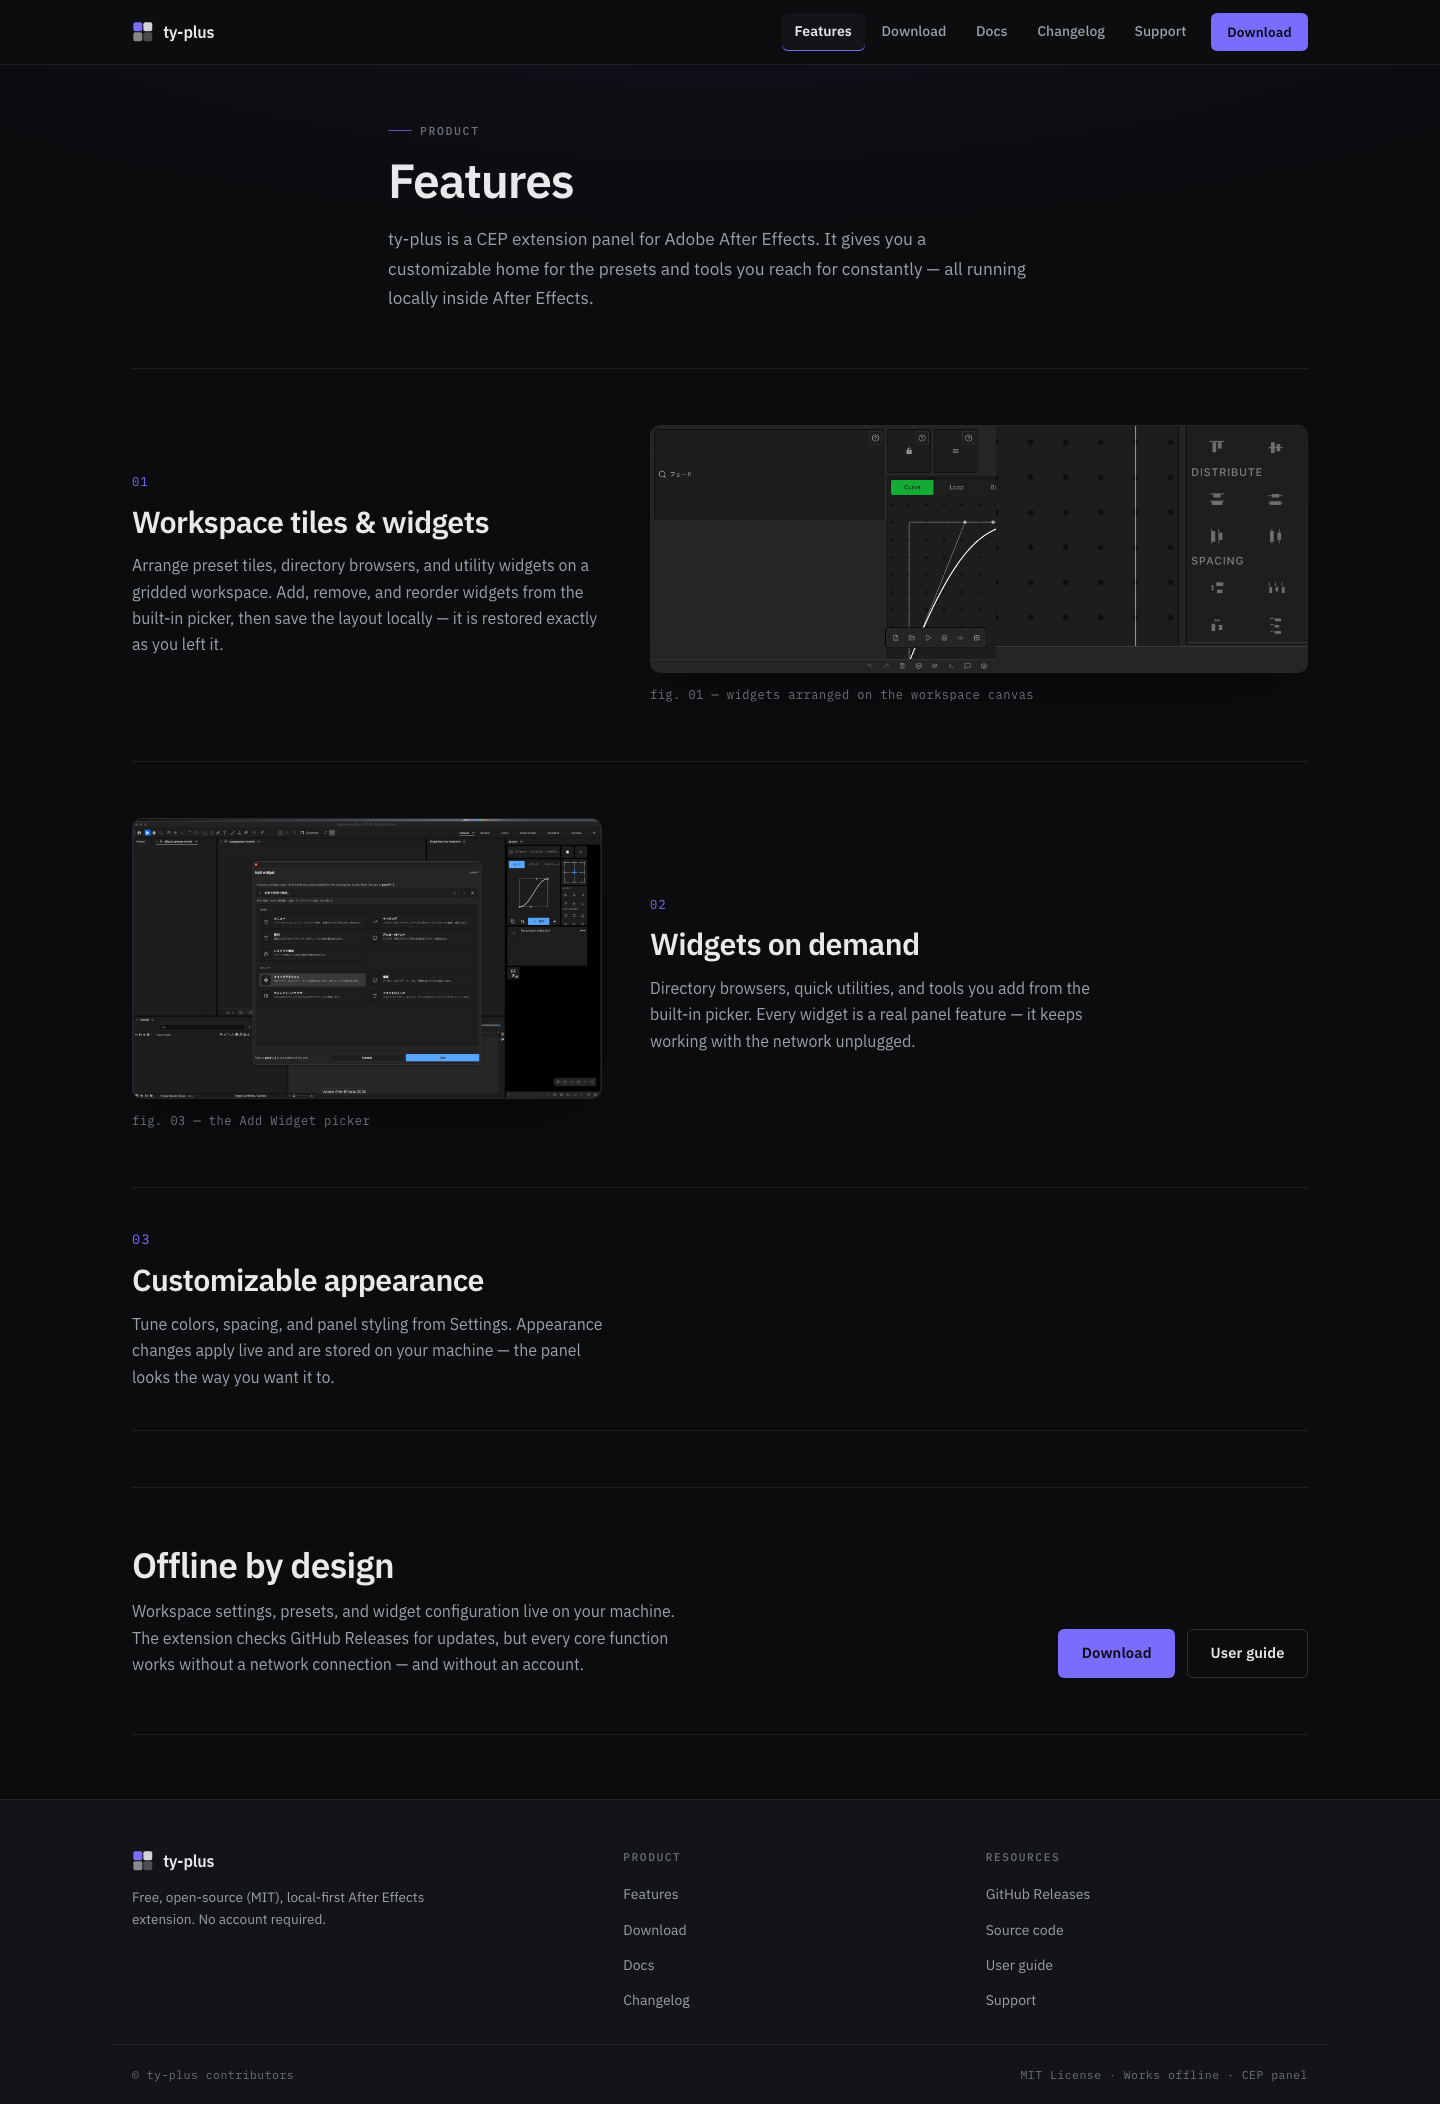 ty-plus
Features
Download
Docs
Changelog
Support
Download
PRODUCT
Features
ty-plus is a CEP extension panel for Adobe After Effects. It gives you a
customizable home for the presets and tools you reach for constantly — all running
locally inside After Effects.
01
Workspace tiles & widgets
Arrange preset tiles, directory browsers, and utility widgets on a
gridded workspace. Add, remove, and reorder widgets from the
built-in picker, then save the layout locally — it is restored exactly
as you left it.
フェード
Curve
Loop
DISTRIBUTE
SPACING
fig. 01 — widgets arranged on the workspace canvas
Add widget
Cancel
fig. 03 — the Add Widget picker
02
Widgets on demand
Directory browsers, quick utilities, and tools you add from the
built-in picker. Every widget is a real panel feature — it keeps
working with the network unplugged.
03
Customizable appearance
Tune colors, spacing, and panel styling from Settings. Appearance
changes apply live and are stored on your machine — the panel
looks the way you want it to.
Offline by design
Workspace settings, presets, and widget configuration live on your machine.
The extension checks GitHub Releases for updates, but every core function
works without a network connection — and without an account.
Download
User guide
ty-plus
Free, open-source (MIT), local-first After Effects
extension. No account required.
PRODUCT
Features
Download
Docs
Changelog
RESOURCES
GitHub Releases
Source code
User guide
Support
© ty-plus contributors
MIT License · Works offline · CEP panel